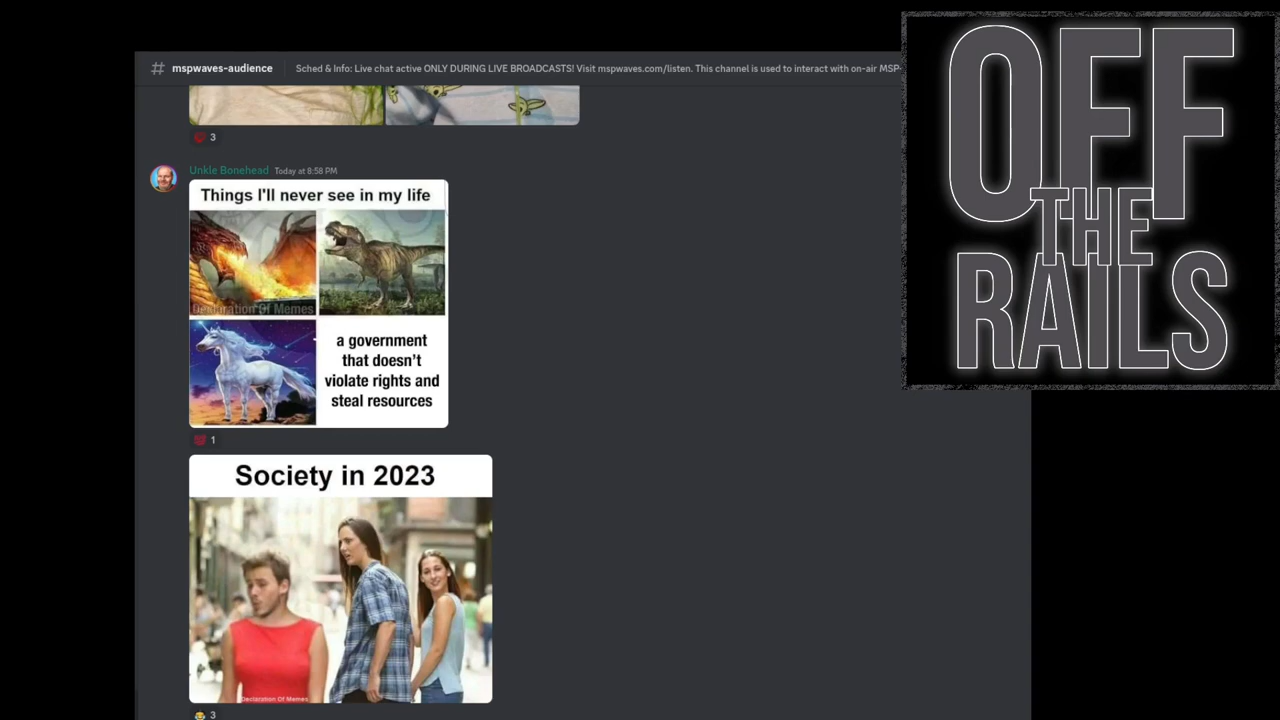 # mspwaves-audience
Sched & Info: Live chat active ONLY DURING LIVE BROADCASTS! Visit mspwaves.com/listen. This channel is used to interact with on-air MSP-
3
Unkle Bonehead Today at 8:58 PM
Things I'll never see in my life
Declaration Of Memes
a government
that doesn't
violate rights and
steal resources
1
Society in 2023
Declaration Of Memes
3
OFF
THE
RAILS